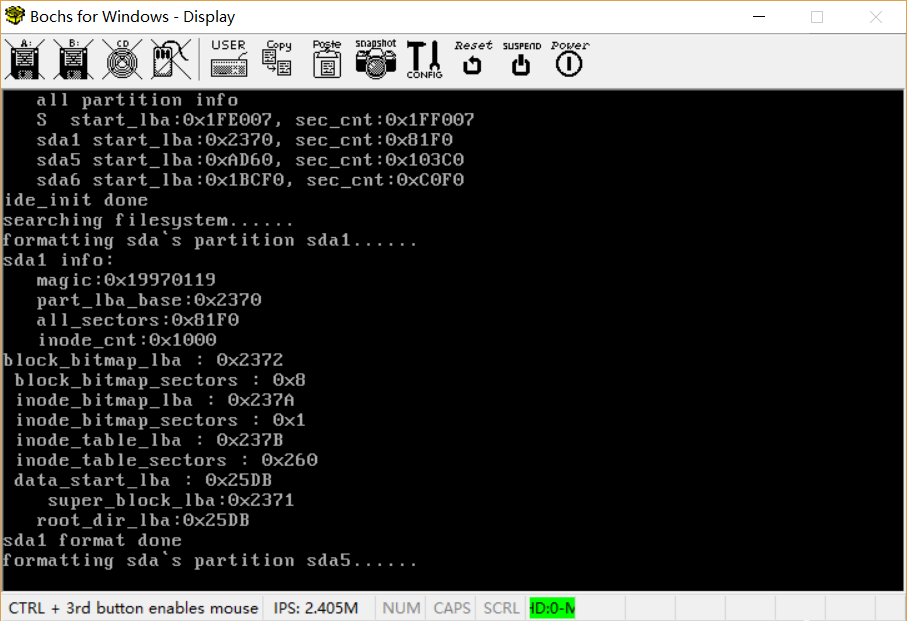 Bochs for Windows - Display
A: B: CD USER Copy Paste snapshot CONFIG Reset SUSPEND Power
all partition info
S start_lba:0x1FE007, sec_cnt:0x1FF007
sda1 start_lba:0x2370, sec_cnt:0x81F0
sda5 start_lba:0xAD60, sec_cnt:0x103C0
sda6 start_lba:0x1BCF0, sec_cnt:0xC0F0
ide_init done
searching filesystem......
formatting sda`s partition sda1......
sda1 info:
magic:0x19970119
part_lba_base:0x2370
all_sectors:0x81F0
inode_cnt:0x1000
block_bitmap_lba : 0x2372
block_bitmap_sectors : 0x8
inode_bitmap_lba : 0x237A
inode_bitmap_sectors : 0x1
inode_table_lba : 0x237B
inode_table_sectors : 0x260
data_start_lba : 0x25DB
super_block_lba:0x2371
root_dir_lba:0x25DB
sda1 format done
formatting sda`s partition sda5......
CTRL + 3rd button enables mouse IPS: 2.405M NUM CAPS SCRL HD:0-M